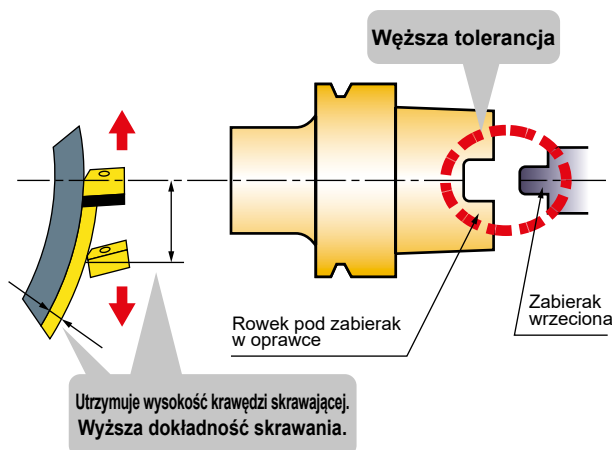 Węższa tolerancja
Rowek pod zabierak
w oprawce
Zabierak
wrzeciona
Utrzymuje wysokość krawędzi skrawającej.
Wyższa dokładność skrawania.